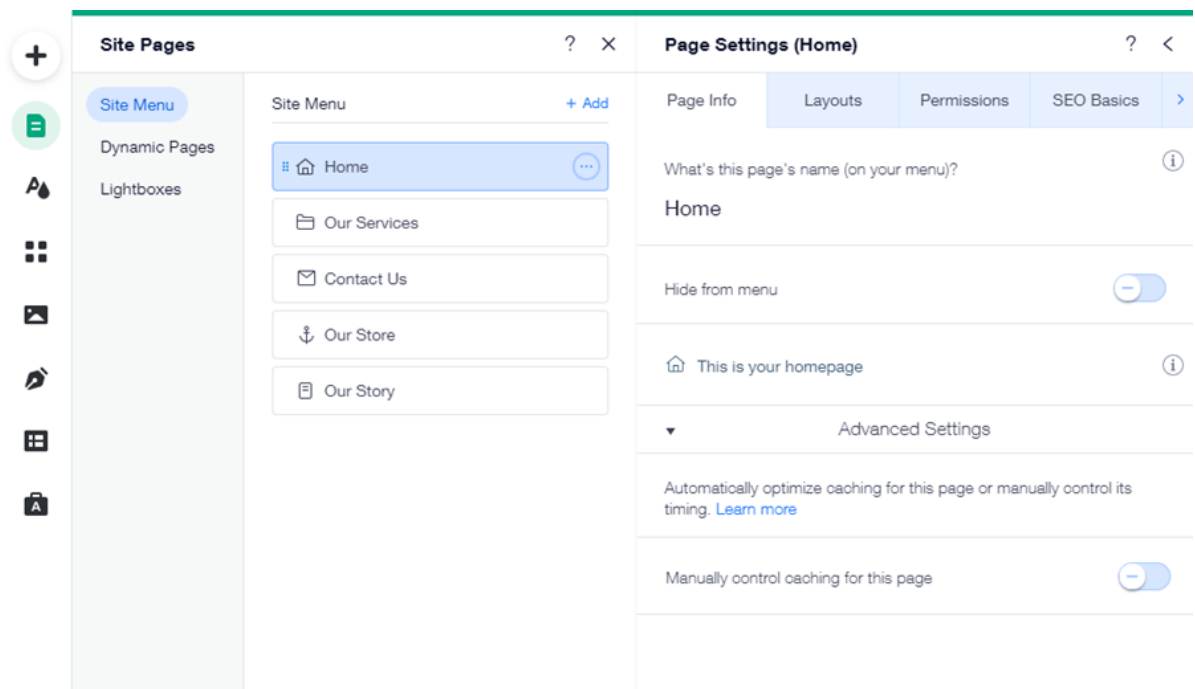 Site Pages
?
Site Menu
Dynamic Pages
Lightboxes
Site Menu
+ Add
Home
Our Services
Contact Us
Our Store
Our Story
A
A
Page Settings (Home)
?
Page Info
Layouts
Permissions
SEO Basics
What's this page's name (on your menu)?
Home
Hide from menu
This is your homepage
Advanced Settings
Automatically optimize caching for this page or manually control its
timing. Learn more
Manually control caching for this page